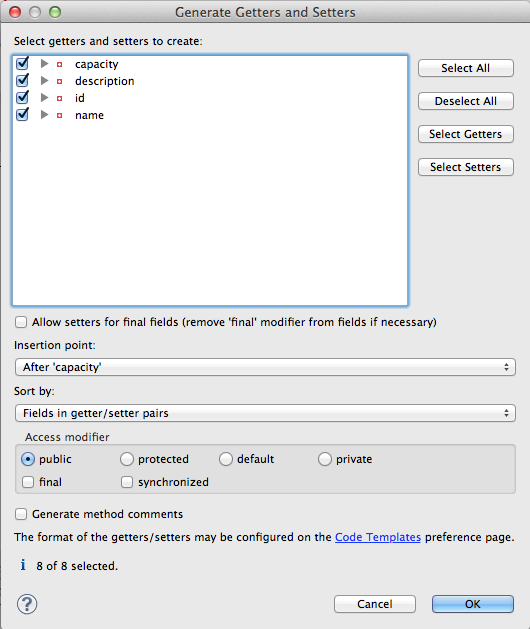 Generate Getters and Setters
Select getters and setters to create:
capacity
description
id
name
Select All
Deselect All
Select Getters
Select Setters
Allow setters for final fields (remove 'final' modifier from fields if necessary)
Insertion point:
After 'capacity'
Sort by:
Fields in getter/setter pairs
Access modifier
public protected default private
final synchronized
Generate method comments
The format of the getters/setters may be configured on the Code Templates preference page.
i 8 of 8 selected.
? Cancel OK